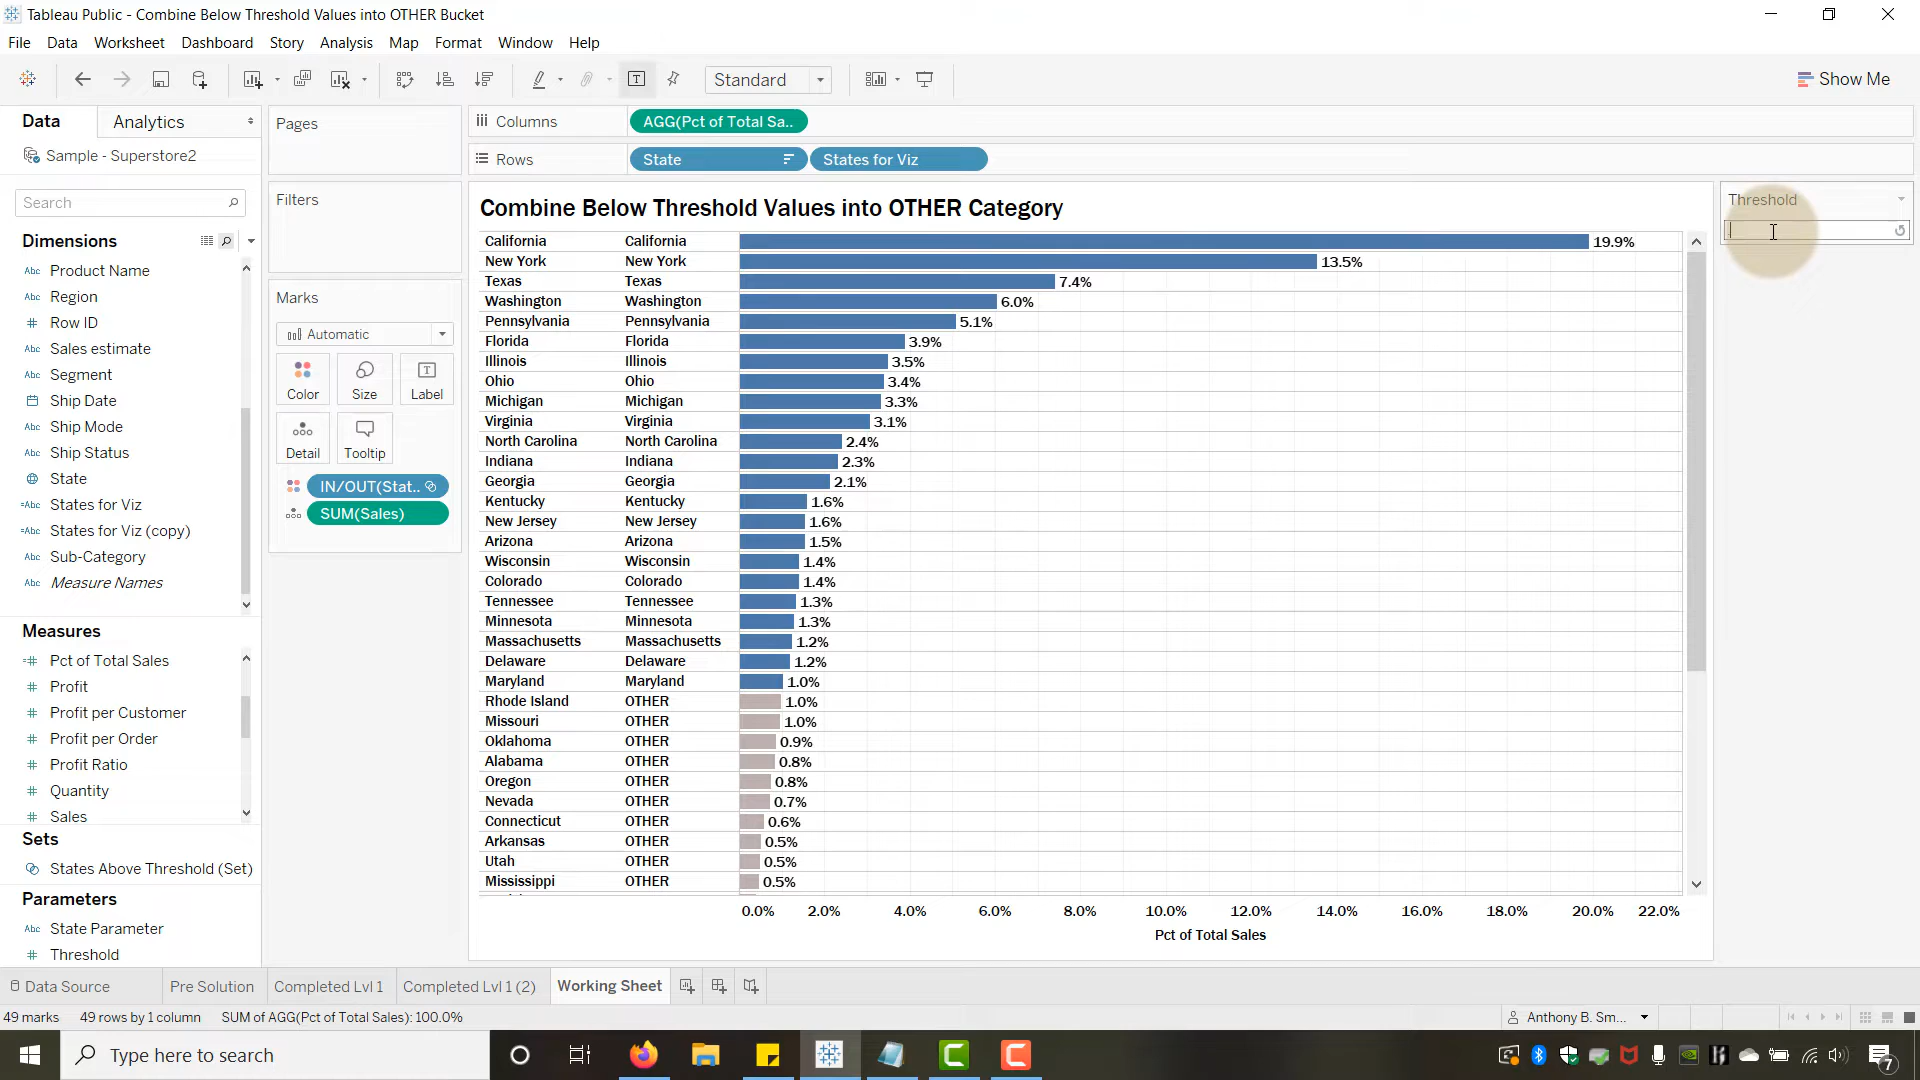 Tableau Public - Combine Below Threshold Values into OTHER Bucket
File Data Worksheet Dashboard Story Analysis Map Format Window Help
Standard
Show Me
Data Analytics
Sample - Superstore2
Search
Dimensions
Abc Product Name
Abc Region
# Row ID
Abc Sales estimate
Abc Segment
Ship Date
Abc Ship Mode
Abc Ship Status
State
=Abc States for Viz
=Abc States for Viz (copy)
Abc Sub-Category
Abc Measure Names
Measures
=# Pct of Total Sales
# Profit
# Profit per Customer
# Profit per Order
# Profit Ratio
# Quantity
# Sales
Sets
States Above Threshold (Set)
Parameters
Abc State Parameter
# Threshold
Pages
Filters
Marks
Automatic
Color Size Label
Detail Tooltip
IN/OUT(Stat..
SUM(Sales)
Columns AGG(Pct of Total Sa..
Rows State States for Viz
Combine Below Threshold Values into OTHER Category
California California 19.9%
New York New York 13.5%
Texas Texas 7.4%
Washington Washington 6.0%
Pennsylvania Pennsylvania 5.1%
Florida Florida 3.9%
Illinois Illinois 3.5%
Ohio Ohio 3.4%
Michigan Michigan 3.3%
Virginia Virginia 3.1%
North Carolina North Carolina 2.4%
Indiana Indiana 2.3%
Georgia Georgia 2.1%
Kentucky Kentucky 1.6%
New Jersey New Jersey 1.6%
Arizona Arizona 1.5%
Wisconsin Wisconsin 1.4%
Colorado Colorado 1.4%
Tennessee Tennessee 1.3%
Minnesota Minnesota 1.3%
Massachusetts Massachusetts 1.2%
Delaware Delaware 1.2%
Maryland Maryland 1.0%
Rhode Island OTHER 1.0%
Missouri OTHER 1.0%
Oklahoma OTHER 0.9%
Alabama OTHER 0.8%
Oregon OTHER 0.8%
Nevada OTHER 0.7%
Connecticut OTHER 0.6%
Arkansas OTHER 0.5%
Utah OTHER 0.5%
Mississippi OTHER 0.5%
0.0% 2.0% 4.0% 6.0% 8.0% 10.0% 12.0% 14.0% 16.0% 18.0% 20.0% 22.0%
Pct of Total Sales
Threshold
Data Source Pre Solution Completed Lvl 1 Completed Lvl 1 (2) Working Sheet
49 marks 49 rows by 1 column SUM of AGG(Pct of Total Sales): 100.0% Anthony B. Sm...
Type here to search
7